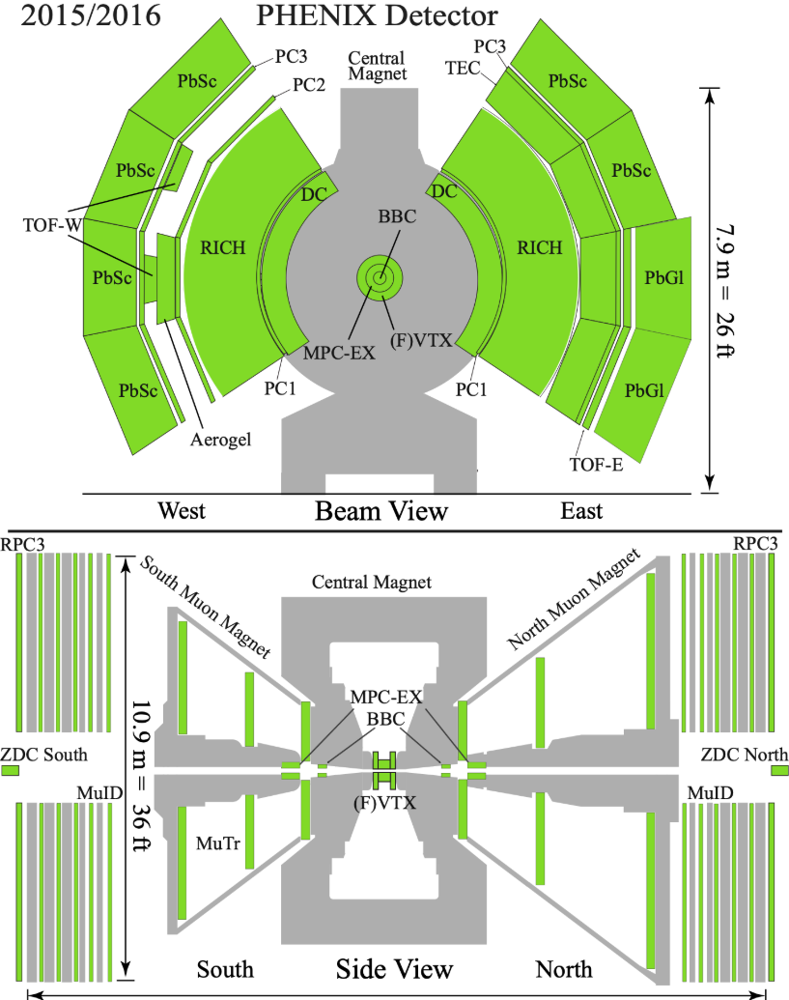 2015/2016 PHENIX Detector
Central
Magnet
PC3
PC2
PbSc
PbSc
TOF-W
PbSc
PbSc
RICH
DC
Aerogel
PC1
BBC
MPC-EX
(F)VTX
PC3
TEC
PbSc
PbSc
DC
RICH
PbGl
PbGl
PC1
TOF-E
7.9 m = 26 ft
West
Beam View
East
RPC3
South Muon Magnet
Central Magnet
North Muon Magnet
RPC3
10.9 m = 36 ft
MPC-EX
BBC
ZDC South
ZDC North
MuID
(F)VTX
MuID
MuTr
South
Side View
North